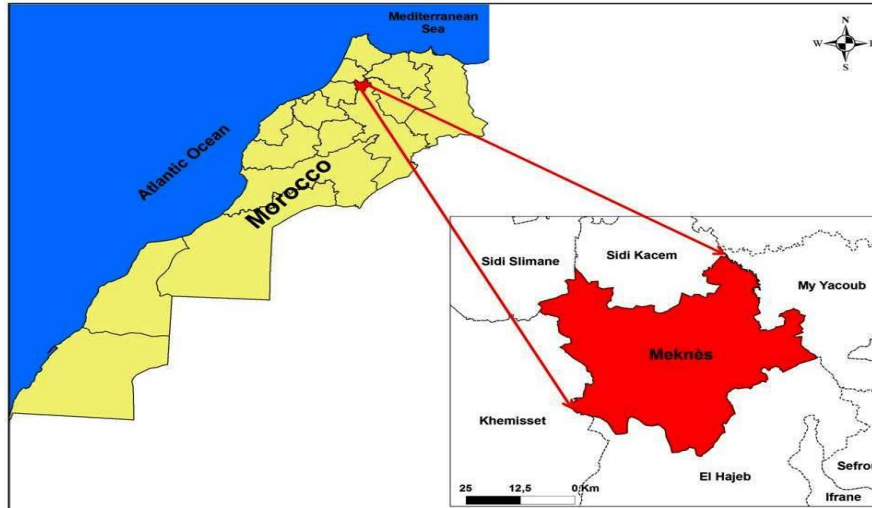 Mediterranean
Sea
N
W
E
S
Atlantic Ocean
Morocco
Sidi Slimane
Sidi Kacem
My Yacoub
Meknès
Khemisset
El Hajeb
Sefrou
Ifrane
25 12,5 0 Km